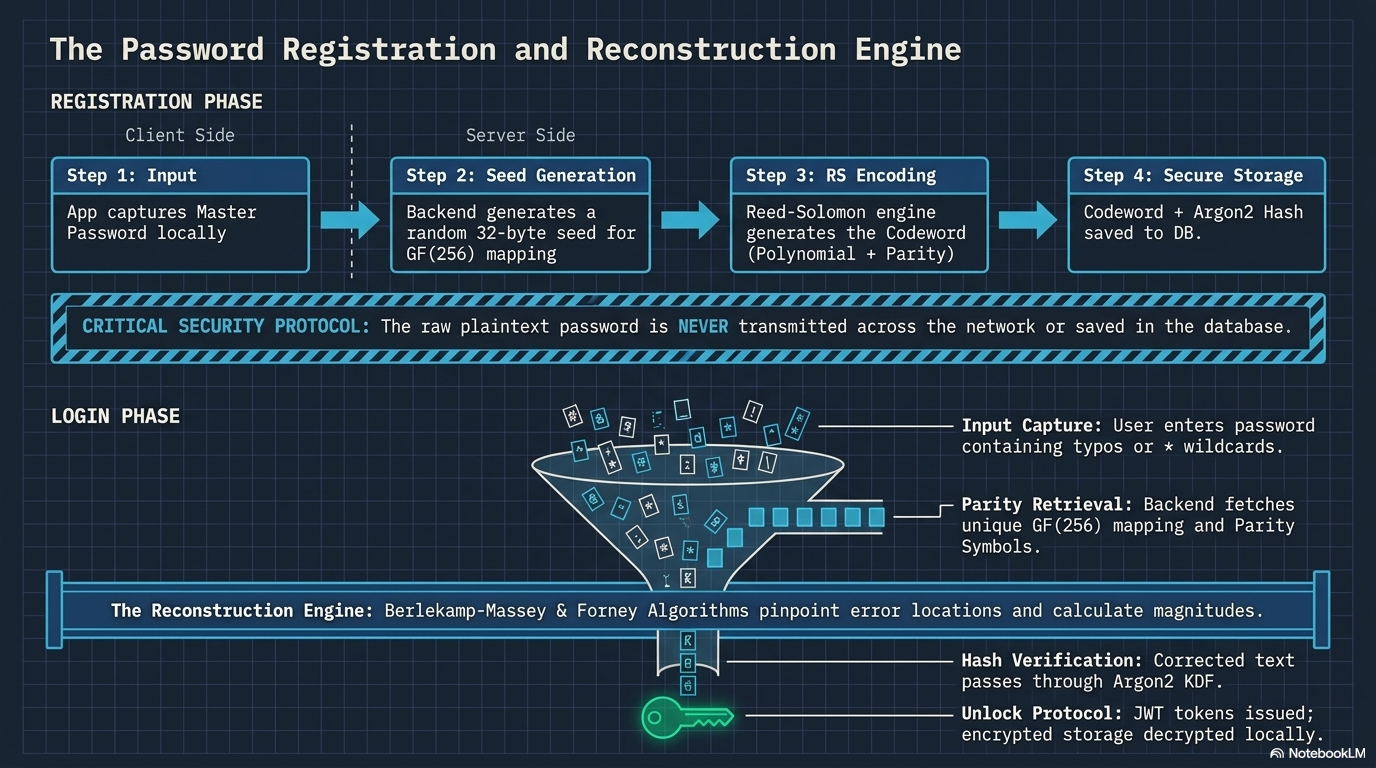 The Password Registration and Reconstruction Engine
REGISTRATION PHASE
Client Side
Server Side
Step 1: Input
App captures Master
Password locally
Step 2: Seed Generation
Backend generates a
random 32-byte seed for
GF(256) mapping
Step 3: RS Encoding
Reed-Solomon engine
generates the Codeword
(Polynomial + Parity)
Step 4: Secure Storage
Codeword + Argon2 Hash
saved to DB.
CRITICAL SECURITY PROTOCOL: The raw plaintext password is NEVER transmitted across the network or saved in the database.
LOGIN PHASE
Input Capture: User enters password
containing typos or * wildcards.
Parity Retrieval: Backend fetches
unique GF(256) mapping and Parity
Symbols.
The Reconstruction Engine: Berlekamp-Massey & Forney Algorithms pinpoint error locations and calculate magnitudes.
Hash Verification: Corrected text
passes through Argon2 KDF.
Unlock Protocol: JWT tokens issued;
encrypted storage decrypted locally.
NotebookLM